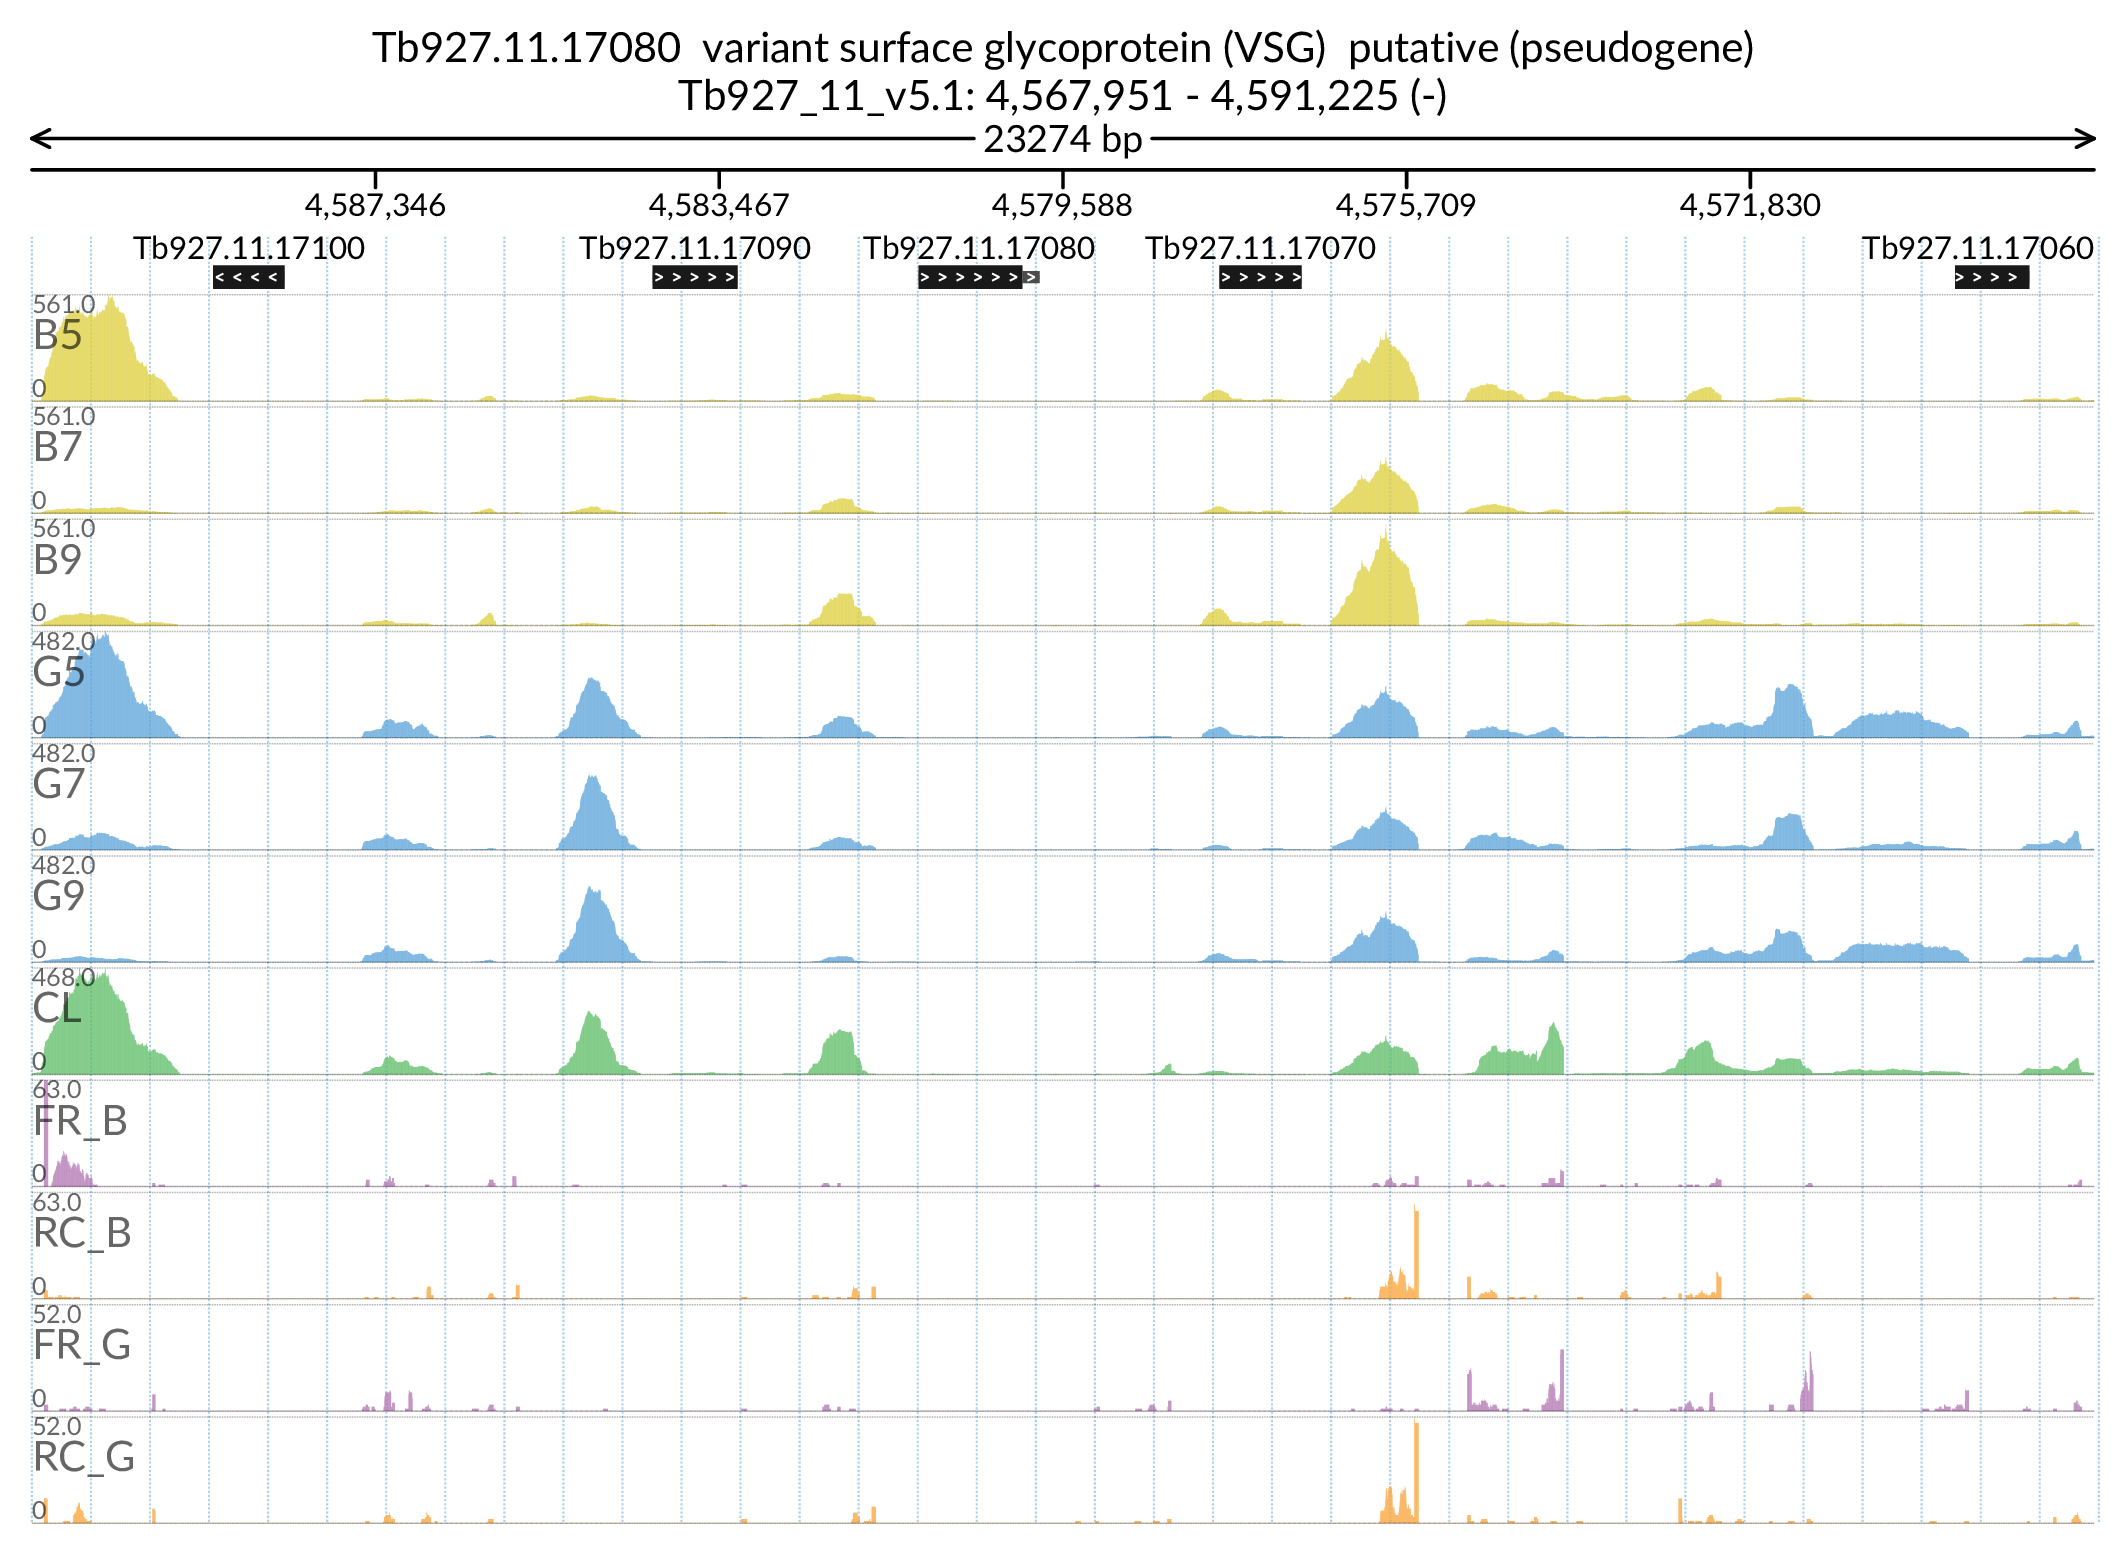 Tb927.11.17080  variant surface glycoprotein (VSG)  putative (pseudogene)
Tb927_11_v5.1: 4,567,951 - 4,591,225 (-)
23274 bp
4,587,346 4,583,467 4,579,588 4,575,709 4,571,830
Tb927.11.17100 Tb927.11.17090 Tb927.11.17080 Tb927.11.17070 Tb927.11.17060
< < < < > > > > > > > > > > > > > > > > > > > > >
561.0
B5
0
561.0
B7
0
561.0
B9
0
482.0
G5
0
482.0
G7
0
482.0
G9
0
468.0
CL
0
63.0
FR_B
0
63.0
RC_B
0
52.0
FR_G
0
52.0
RC_G
0